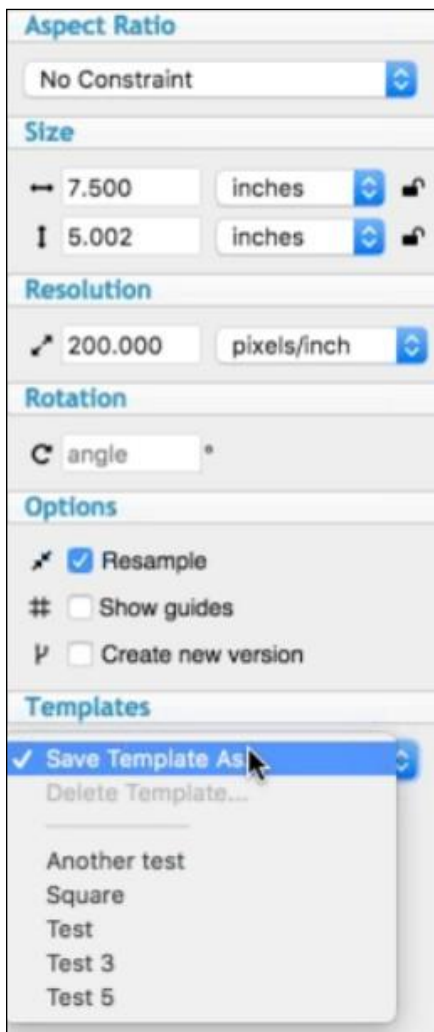 Aspect Ratio
No Constraint
Size
7.500 inches
5.002 inches
Resolution
200.000 pixels/inch
Rotation
angle °
Options
Resample
Show guides
Create new version
Templates
Save Template As
Delete Template...
Another test
Square
Test
Test 3
Test 5